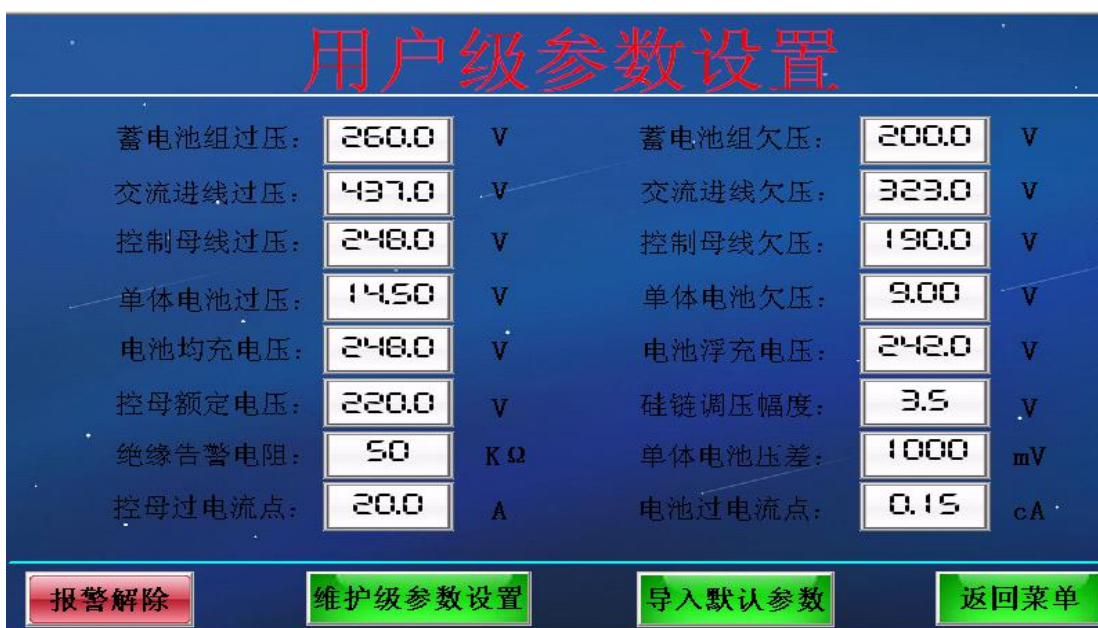 用户级参数设置
蓄电池组过压: 260.0 V 蓄电池组欠压: 200.0 V
交流进线过压: 437.0 V 交流进线欠压: 323.0 V
控制母线过压: 248.0 V 控制母线欠压: 190.0 V
单体电池过压: 14.50 V 单体电池欠压: 9.00 V
电池均充电压: 248.0 V 电池浮充电压: 242.0 V
控母额定电压: 220.0 V 硅链调压幅度: 3.5 V
绝缘告警电阻: 50 KΩ 单体电池压差: 1000 mV
控母过电流点: 20.0 A 电池过电流点: 0.15 cA
报警解除 维护级参数设置 导入默认参数 返回菜单